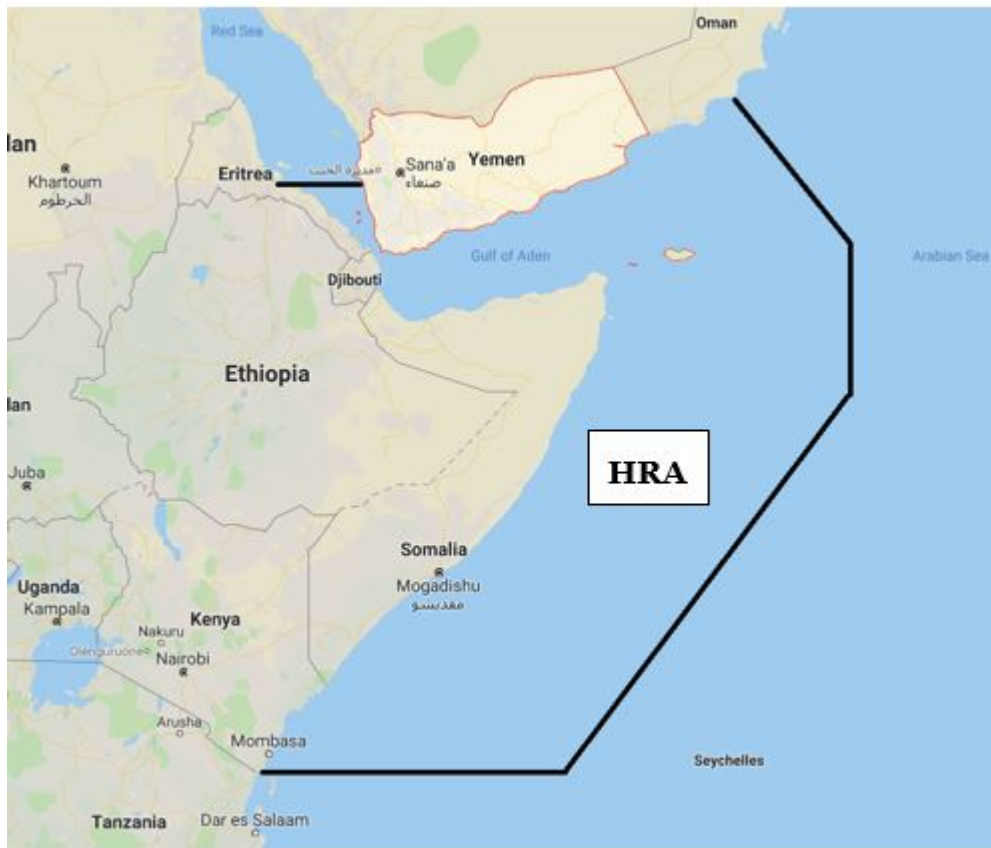 Oman
Red Sea
lan
Khartoum
الخرطوم
Eritrea
Sana'a
صنعاء
Yemen
Gulf of Aden
Arabian Sea
Djibouti
Ethiopia
lan
HRA
Juba
Somalia
Mogadishu
مقديشو
Uganda
Kampala
Kenya
Nakuru
Olenguruone
Nairobi
Arusha
Mombasa
Seychelles
Tanzania
Dar es Salaam